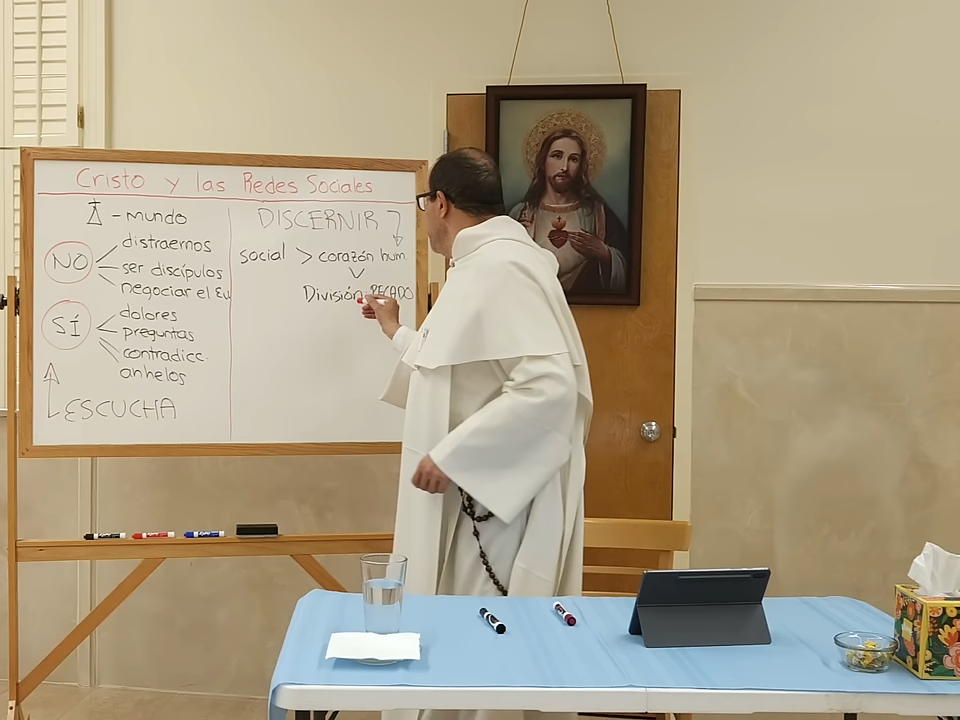 Cristo y las Redes Sociales
- mundo
NO
distraernos
ser discípulos
negociar el Eu
SÍ
dolores
preguntas
contradicc.
anhelos
ESCUCHA
DISCERNIR
social > corazón hum.
División - PECADO